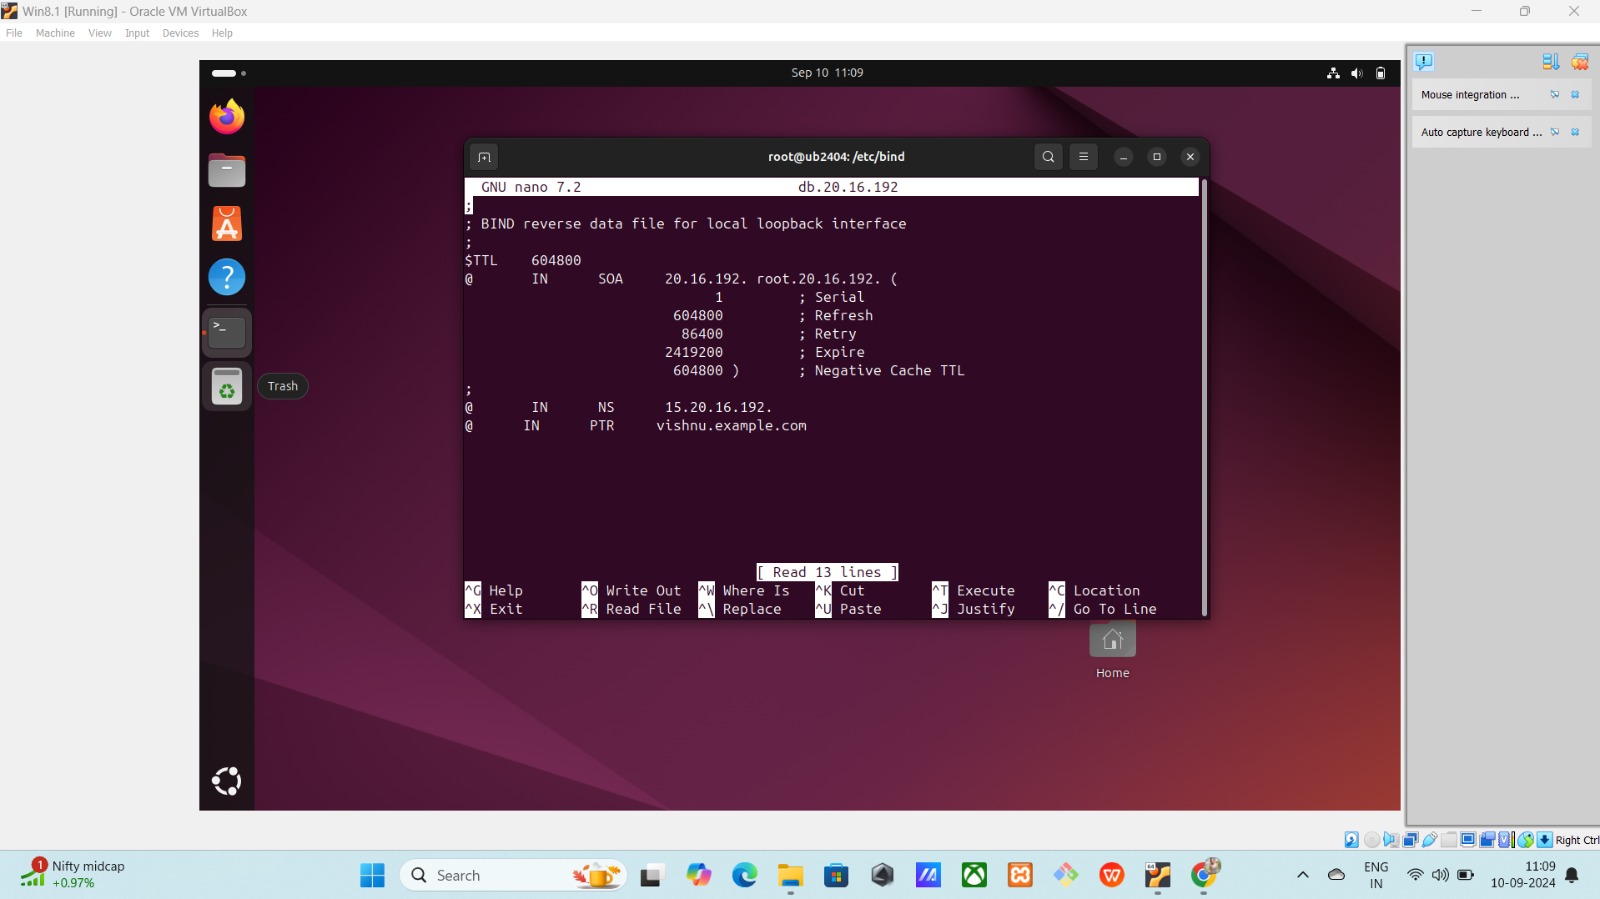 Win8.1 [Running] - Oracle VM VirtualBox
File Machine View Input Devices Help
Sep 10 11:09
Mouse integration ...
Auto capture keyboard ...
root@ub2404: /etc/bind
GNU nano 7.2 db.20.16.192
;
; BIND reverse data file for local loopback interface
;
$TTL 604800
@ IN SOA 20.16.192. root.20.16.192. (
1 ; Serial
604800 ; Refresh
86400 ; Retry
2419200 ; Expire
604800 ) ; Negative Cache TTL
;
@ IN NS 15.20.16.192.
@ IN PTR vishnu.example.com
[ Read 13 lines ]
^G Help ^O Write Out ^W Where Is ^K Cut ^T Execute ^C Location
^X Exit ^R Read File ^\ Replace ^U Paste ^J Justify ^/ Go To Line
Trash
Home
Right Ctrl
1
Nifty midcap
+0.97%
Search
ENG
IN
11:09
10-09-2024